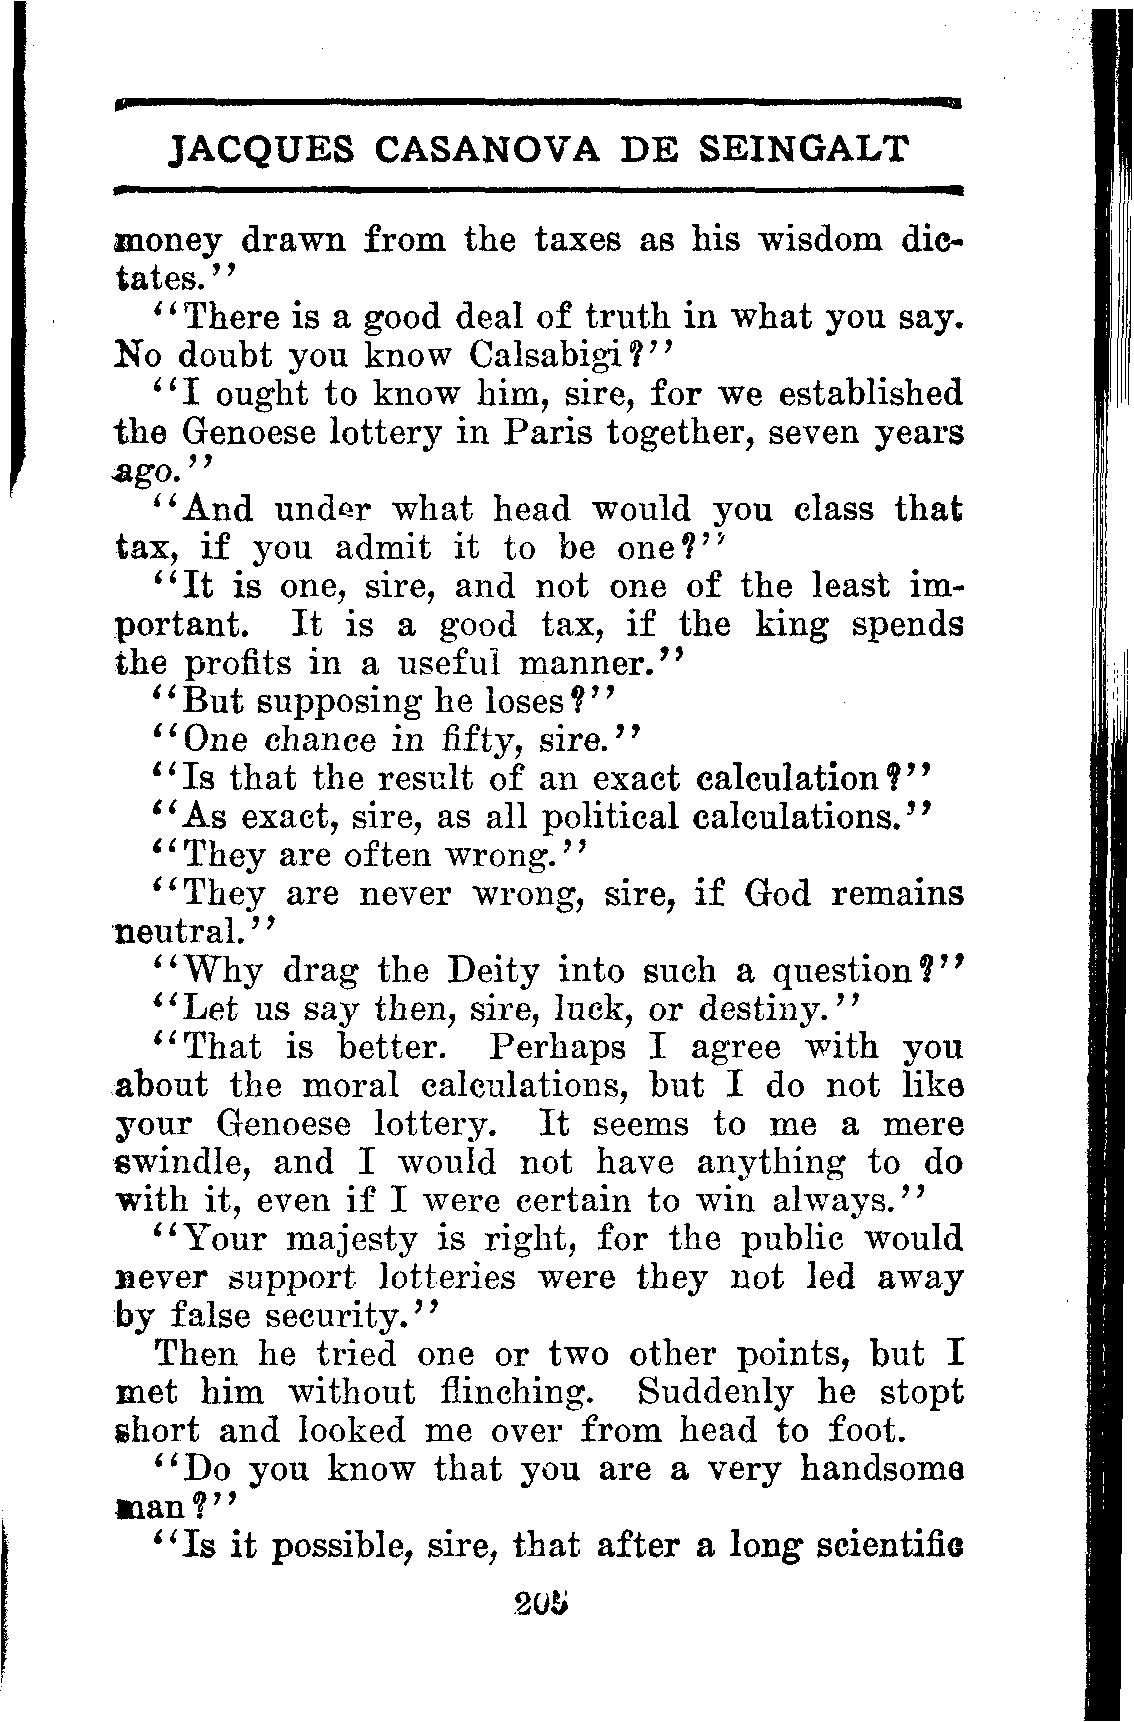 JACQUES CASANOVA DE SEINGALT
money drawn from the taxes as his wisdom dic-
tates."
"There is a good deal of truth in what you say.
No doubt you know Calsabigi?"
"I ought to know him, sire, for we established
the Genoese lottery in Paris together, seven years
ago."
"And under what head would you class that
tax, if you admit it to be one?"
"It is one, sire, and not one of the least im-
portant. It is a good tax, if the king spends
the profits in a useful manner."
"But supposing he loses?"
"One chance in fifty, sire."
"Is that the result of an exact calculation?"
"As exact, sire, as all political calculations."
"They are often wrong."
"They are never wrong, sire, if God remains
neutral."
"Why drag the Deity into such a question?"
"Let us say then, sire, luck, or destiny."
"That is better. Perhaps I agree with you
about the moral calculations, but I do not like
your Genoese lottery. It seems to me a mere
swindle, and I would not have anything to do
with it, even if I were certain to win always."
"Your majesty is right, for the public would
never support lotteries were they not led away
by false security."
Then he tried one or two other points, but I
met him without flinching. Suddenly he stopt
short and looked me over from head to foot.
"Do you know that you are a very handsome
man?"
"Is it possible, sire, that after a long scientific
205